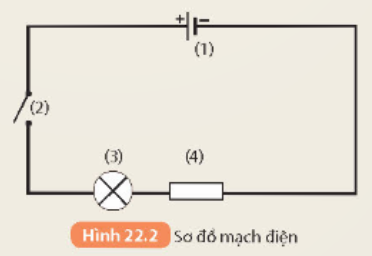 + −
(1)
(2)
(3) (4)
Hình 22.2 Sơ đồ mạch điện